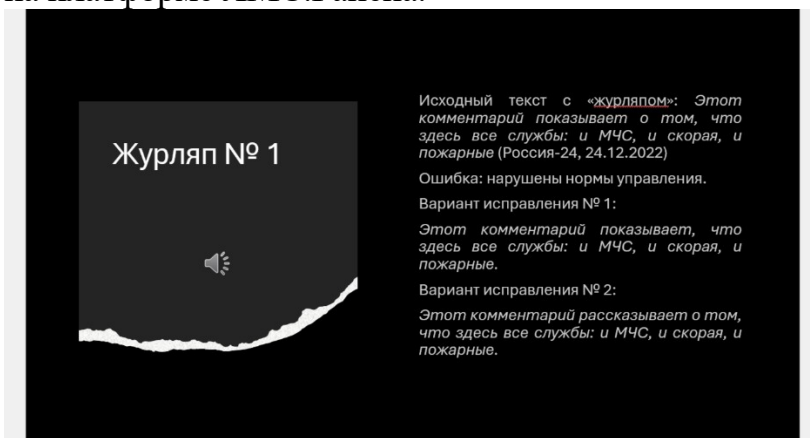 Журляп № 1
Исходный текст с «журляпом»: Этот
комментарий показывает о том, что
здесь все службы: и МЧС, и скорая, и
пожарные (Россия-24, 24.12.2022)
Ошибка: нарушены нормы управления.
Вариант исправления № 1:
Этот комментарий показывает, что
здесь все службы: и МЧС, и скорая, и
пожарные.
Вариант исправления № 2:
Этот комментарий рассказывает о том,
что здесь все службы: и МЧС, и скорая, и
пожарные.